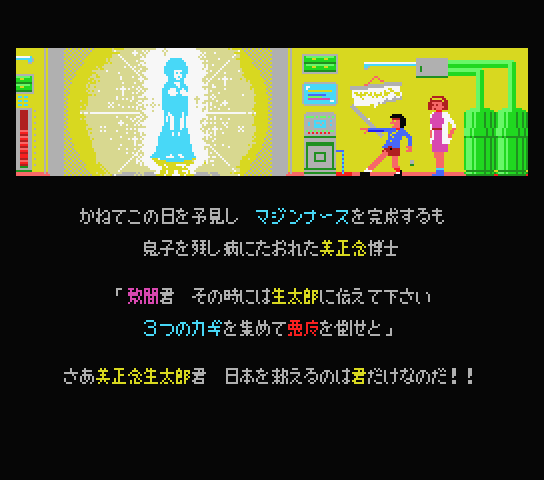 かねてこの日を予見し　マジンナースを完成するも
息子を残し病にたおれた美正念博士
「　君　その時には生太郎に伝えて下さい
３つのカギを集めて悪疫を倒せと」
さあ美正念生太郎君　日本を救えるのは君だけなのだ！！